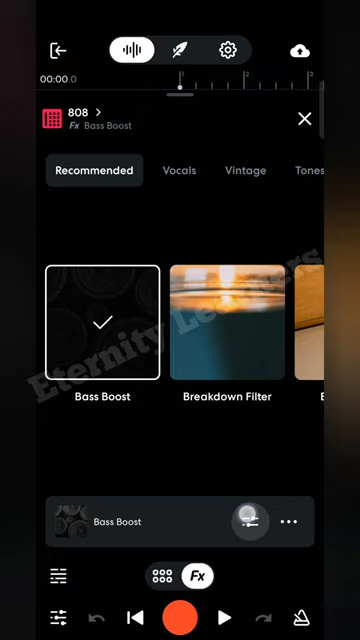 00:00.0
1 2 3
808
Fx Bass Boost
Recommended Vocals Vintage Tones
Eternity Learners
Bass Boost Breakdown Filter
Bass Boost
Fx